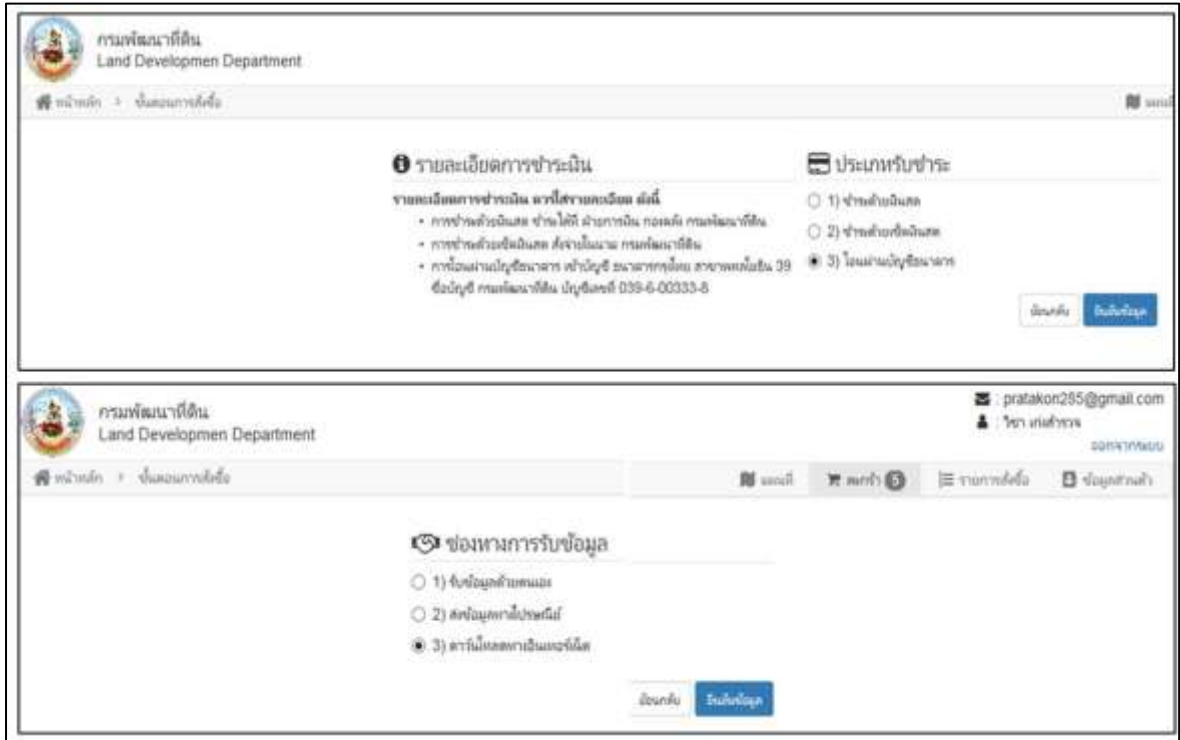 กรมพัฒนาที่ดิน
Land Developmen Department
หน้าหลัก > ขั้นตอนการสั่งซื้อ
แผนที่
รายละเอียดการชำระเงิน
รายละเอียดการชำระเงิน ควรใส่รายละเอียด ดังนี้
• การชำระด้วยเงินสด ชำระได้ที่ ฝ่ายการเงิน กองคลัง กรมพัฒนาที่ดิน
• การชำระด้วยเช็คเงินสด สั่งจ่ายในนาม กรมพัฒนาที่ดิน
• การโอนผ่านบัญชีธนาคาร เข้าบัญชี ธนาคารกรุงไทย สาขาพหลโยธิน 39
ชื่อบัญชี กรมพัฒนาที่ดิน บัญชีเลขที่ 039-6-00333-8
ประเภทรับชำระ
1) ชำระด้วยเงินสด
2) ชำระด้วยเช็คเงินสด
3) โอนผ่านบัญชีธนาคาร
ย้อนกลับ ยืนยันข้อมูล
กรมพัฒนาที่ดิน
Land Developmen Department
: pratakon285@gmail.com
: วิชา เก่งสำรวจ
ออกจากระบบ
หน้าหลัก > ขั้นตอนการสั่งซื้อ
แผนที่ ตะกร้า 5 รายการสั่งซื้อ ข้อมูลส่วนตัว
ช่องทางการรับข้อมูล
1) รับข้อมูลด้วยตนเอง
2) ส่งข้อมูลทางไปรษณีย์
3) ดาวน์โหลดทางอินเทอร์เน็ต
ย้อนกลับ ยืนยันข้อมูล